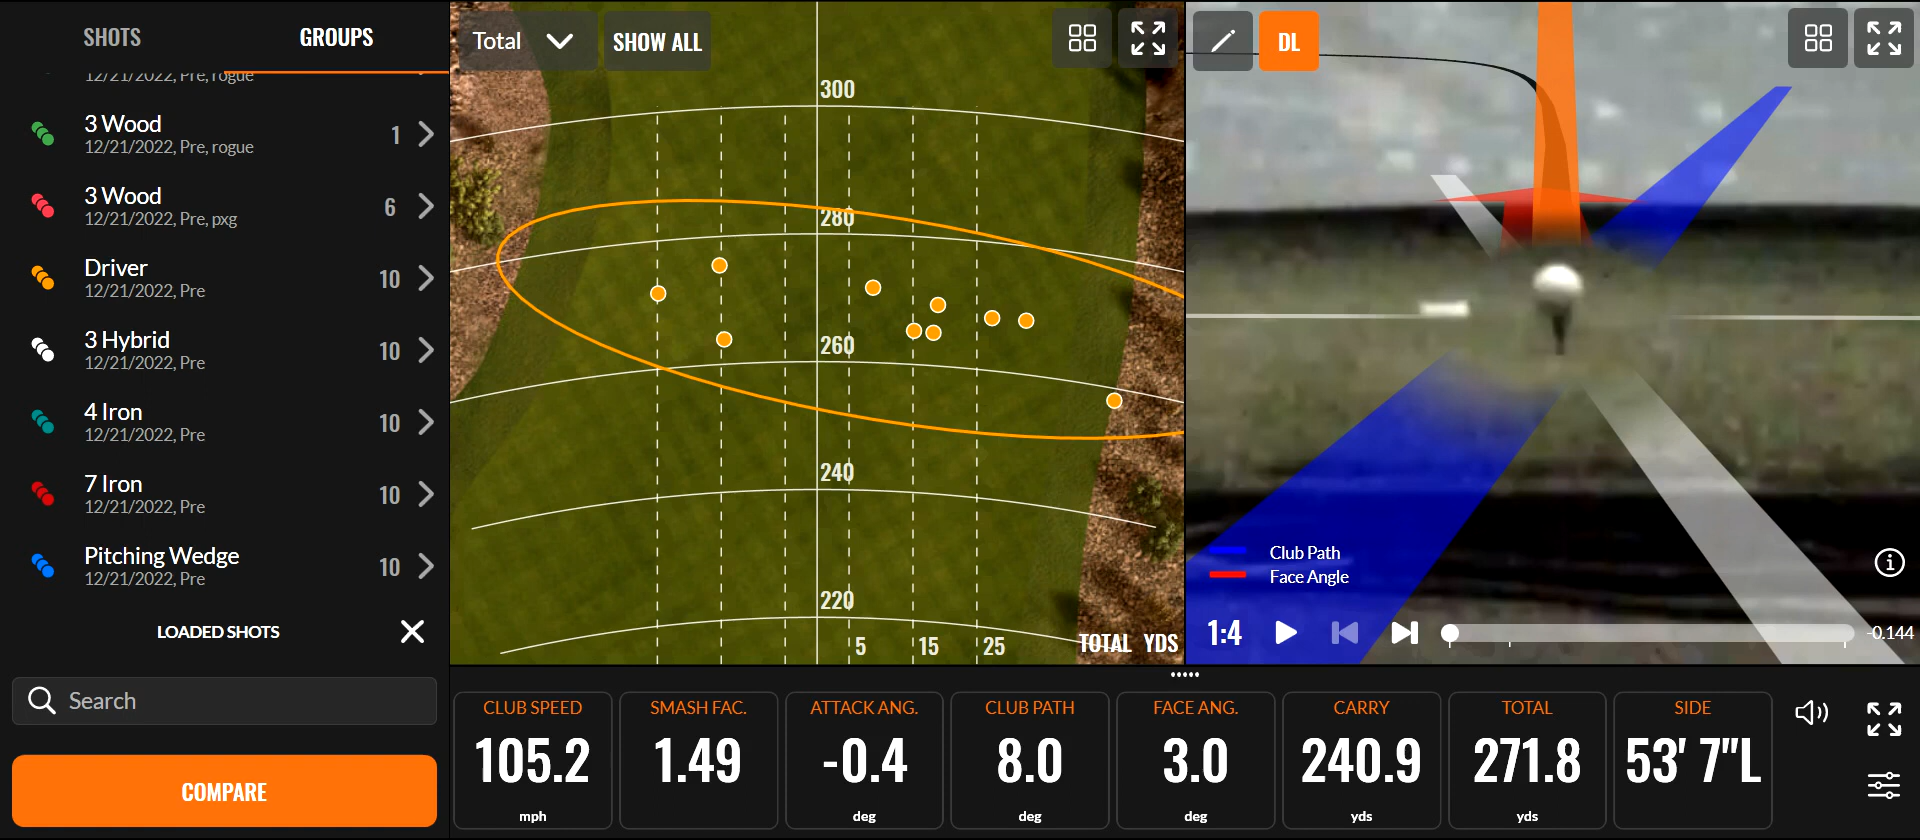 SHOTS
GROUPS
12/21/2022, Pre, rogue
3 Wood
12/21/2022, Pre, rogue
1
3 Wood
12/21/2022, Pre, pxg
6
Driver
12/21/2022, Pre
10
3 Hybrid
12/21/2022, Pre
10
4 Iron
12/21/2022, Pre
10
7 Iron
12/21/2022, Pre
10
Pitching Wedge
12/21/2022, Pre
10
LOADED SHOTS
Search
COMPARE
Total
SHOW ALL
300
280
260
240
220
5
15
25
TOTAL YDS
DL
Club Path
Face Angle
1:4
-0.144
CLUB SPEED
105.2
mph
SMASH FAC.
1.49
ATTACK ANG.
-0.4
deg
CLUB PATH
8.0
deg
FACE ANG.
3.0
deg
CARRY
240.9
yds
TOTAL
271.8
yds
SIDE
53' 7"L